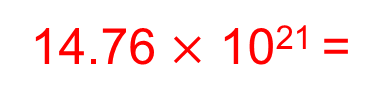 14.76 × 10²¹ =